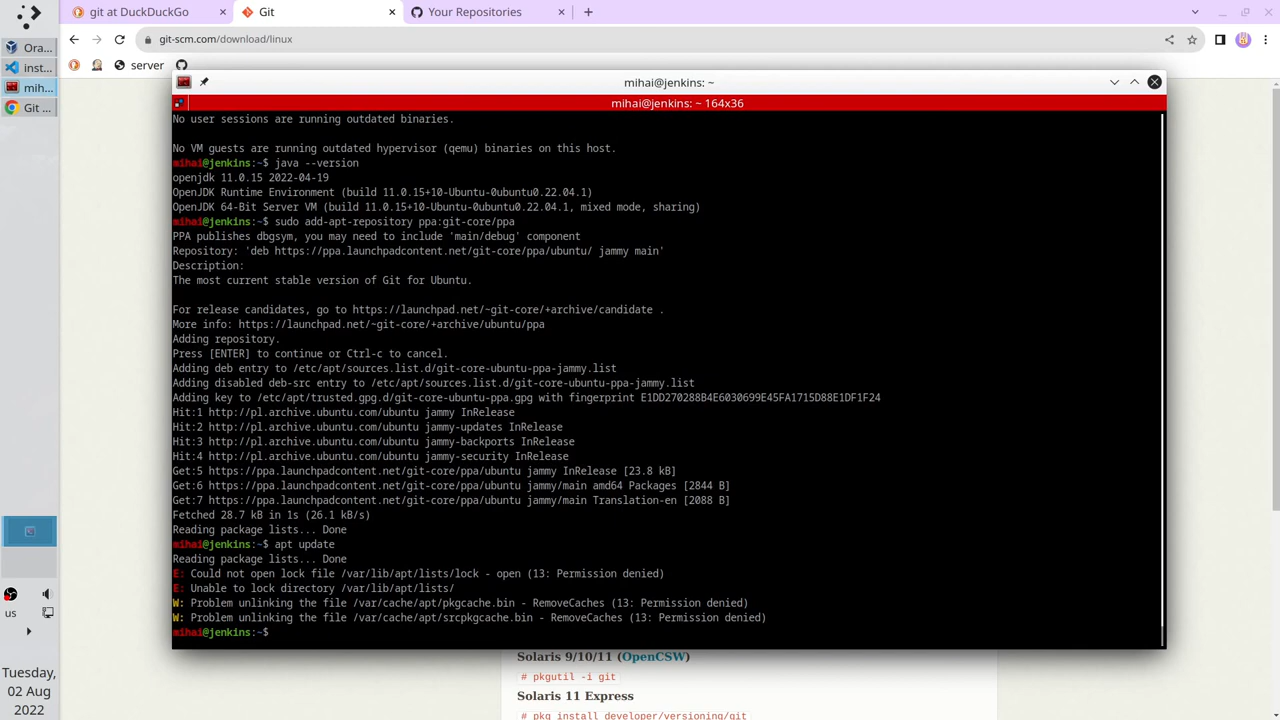 git at DuckDuckGo
Git
Your Repositories
git-scm.com/download/linux
server
Ora...
inst...
mih...
Git ...
mihai@jenkins: ~
mihai@jenkins: ~ 164x36
No user sessions are running outdated binaries.
No VM guests are running outdated hypervisor (qemu) binaries on this host.
mihai@jenkins:~$ java --version
openjdk 11.0.15 2022-04-19
OpenJDK Runtime Environment (build 11.0.15+10-Ubuntu-0ubuntu0.22.04.1)
OpenJDK 64-Bit Server VM (build 11.0.15+10-Ubuntu-0ubuntu0.22.04.1, mixed mode, sharing)
mihai@jenkins:~$ sudo add-apt-repository ppa:git-core/ppa
PPA publishes dbgsym, you may need to include 'main/debug' component
Repository: 'deb https://ppa.launchpadcontent.net/git-core/ppa/ubuntu/ jammy main'
Description:
The most current stable version of Git for Ubuntu.
For release candidates, go to https://launchpad.net/~git-core/+archive/candidate .
More info: https://launchpad.net/~git-core/+archive/ubuntu/ppa
Adding repository.
Press [ENTER] to continue or Ctrl-c to cancel.
Adding deb entry to /etc/apt/sources.list.d/git-core-ubuntu-ppa-jammy.list
Adding disabled deb-src entry to /etc/apt/sources.list.d/git-core-ubuntu-ppa-jammy.list
Adding key to /etc/apt/trusted.gpg.d/git-core-ubuntu-ppa.gpg with fingerprint E1DD270288B4E6030699E45FA1715D88E1DF1F24
Hit:1 http://pl.archive.ubuntu.com/ubuntu jammy InRelease
Hit:2 http://pl.archive.ubuntu.com/ubuntu jammy-updates InRelease
Hit:3 http://pl.archive.ubuntu.com/ubuntu jammy-backports InRelease
Hit:4 http://pl.archive.ubuntu.com/ubuntu jammy-security InRelease
Get:5 https://ppa.launchpadcontent.net/git-core/ppa/ubuntu jammy InRelease [23.8 kB]
Get:6 https://ppa.launchpadcontent.net/git-core/ppa/ubuntu jammy/main amd64 Packages [2844 B]
Get:7 https://ppa.launchpadcontent.net/git-core/ppa/ubuntu jammy/main Translation-en [2088 B]
Fetched 28.7 kB in 1s (26.1 kB/s)
Reading package lists... Done
mihai@jenkins:~$ apt update
Reading package lists... Done
E: Could not open lock file /var/lib/apt/lists/lock - open (13: Permission denied)
E: Unable to lock directory /var/lib/apt/lists/
W: Problem unlinking the file /var/cache/apt/pkgcache.bin - RemoveCaches (13: Permission denied)
W: Problem unlinking the file /var/cache/apt/srcpkgcache.bin - RemoveCaches (13: Permission denied)
mihai@jenkins:~$
us
Tuesday,
02 Aug
2022
Solaris 9/10/11 (OpenCSW)
# pkgutil -i git
Solaris 11 Express
# pkg install developer/versioning/git